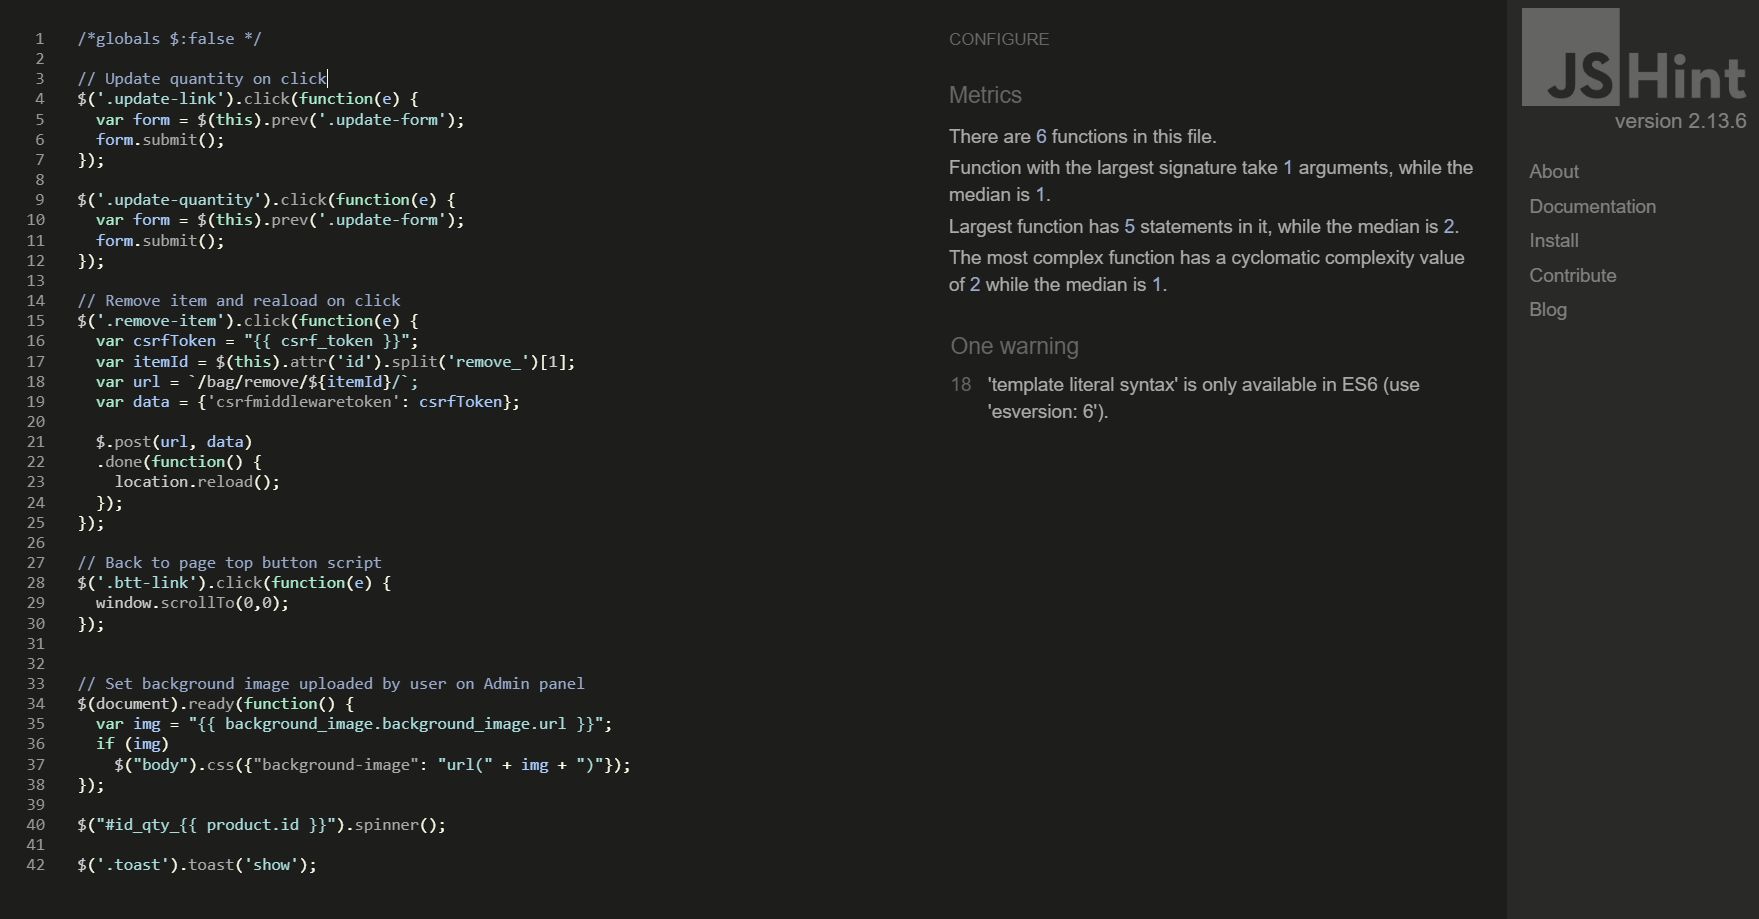 1 /*globals $:false */
2
3 // Update quantity on click
4 $('.update-link').click(function(e) {
5 var form = $(this).prev('.update-form');
6 form.submit();
7 });
8
9 $('.update-quantity').click(function(e) {
10 var form = $(this).prev('.update-form');
11 form.submit();
12 });
13
14 // Remove item and reaload on click
15 $('.remove-item').click(function(e) {
16 var csrfToken = "{{ csrf_token }}";
17 var itemId = $(this).attr('id').split('remove_')[1];
18 var url = `/bag/remove/${itemId}/`;
19 var data = {'csrfmiddlewaretoken': csrfToken};
20
21 $.post(url, data)
22 .done(function() {
23 location.reload();
24 });
25 });
26
27 // Back to page top button script
28 $('.btt-link').click(function(e) {
29 window.scrollTo(0,0);
30 });
31
32
33 // Set background image uploaded by user on Admin panel
34 $(document).ready(function() {
35 var img = "{{ background_image.background_image.url }}";
36 if (img)
37 $("body").css({"background-image": "url(" + img + ")"});
38 });
39
40 $("#id_qty_{{ product.id }}").spinner();
41
42 $('.toast').toast('show');
CONFIGURE
Metrics
There are 6 functions in this file.
Function with the largest signature take 1 arguments, while the
median is 1.
Largest function has 5 statements in it, while the median is 2.
The most complex function has a cyclomatic complexity value
of 2 while the median is 1.
One warning
18 'template literal syntax' is only available in ES6 (use
'esversion: 6').
JSHint
version 2.13.6
About
Documentation
Install
Contribute
Blog